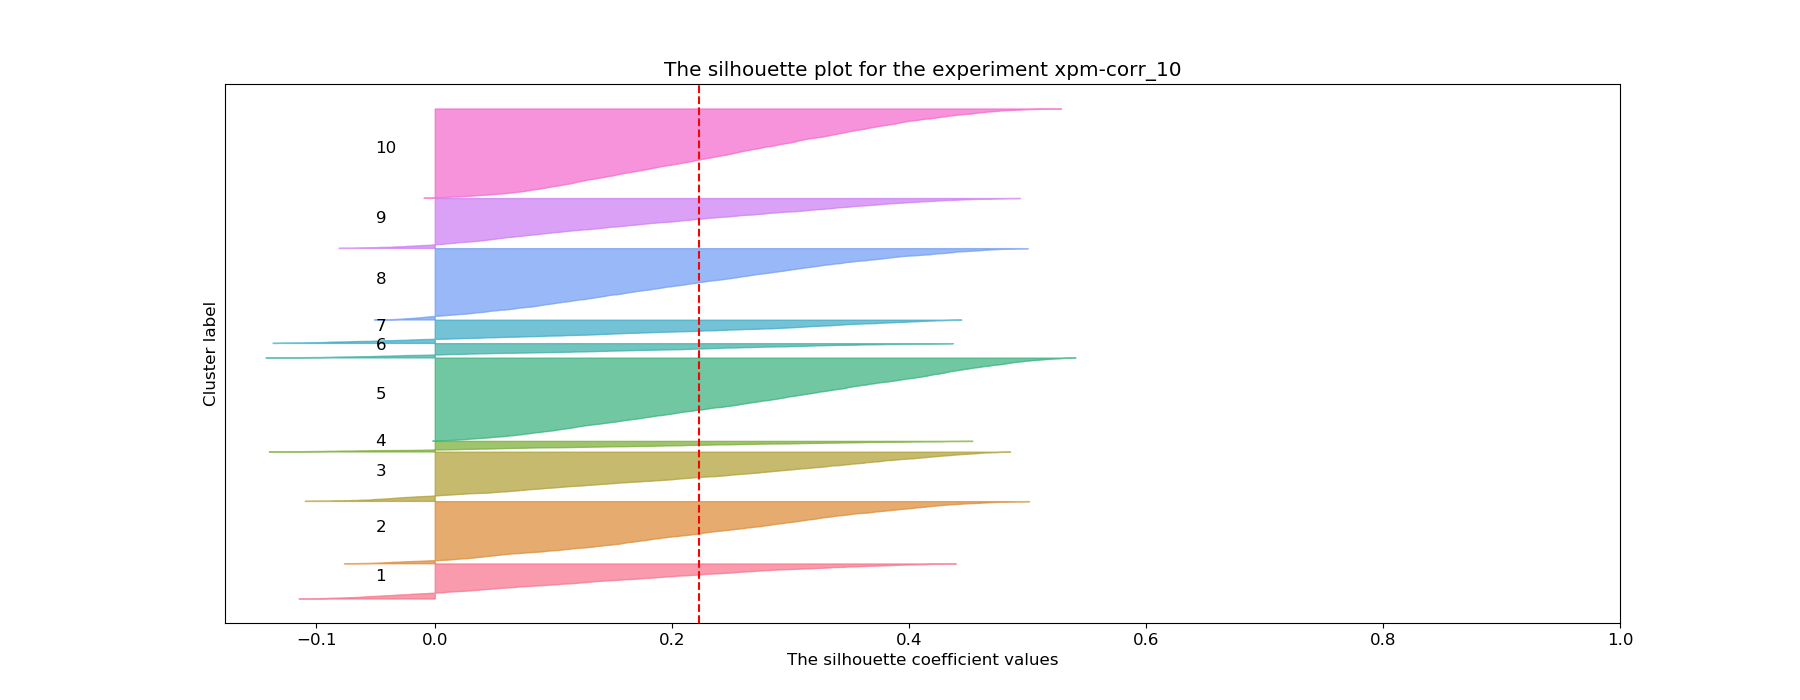 The silhouette plot for the experiment xpm-corr_10
10
9
8
7
6
5
4
3
2
1
Cluster label
−0.1 0.0 0.2 0.4 0.6 0.8 1.0
The silhouette coefficient values